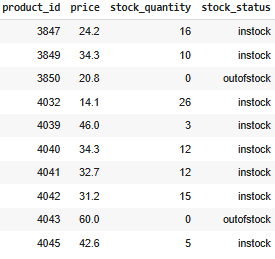 product_id price stock_quantity stock_status
3847 24.2 16 instock
3849 34.3 10 instock
3850 20.8 0 outofstock
4032 14.1 26 instock
4039 46.0 3 instock
4040 34.3 12 instock
4041 32.7 12 instock
4042 31.2 15 instock
4043 60.0 0 outofstock
4045 42.6 5 instock